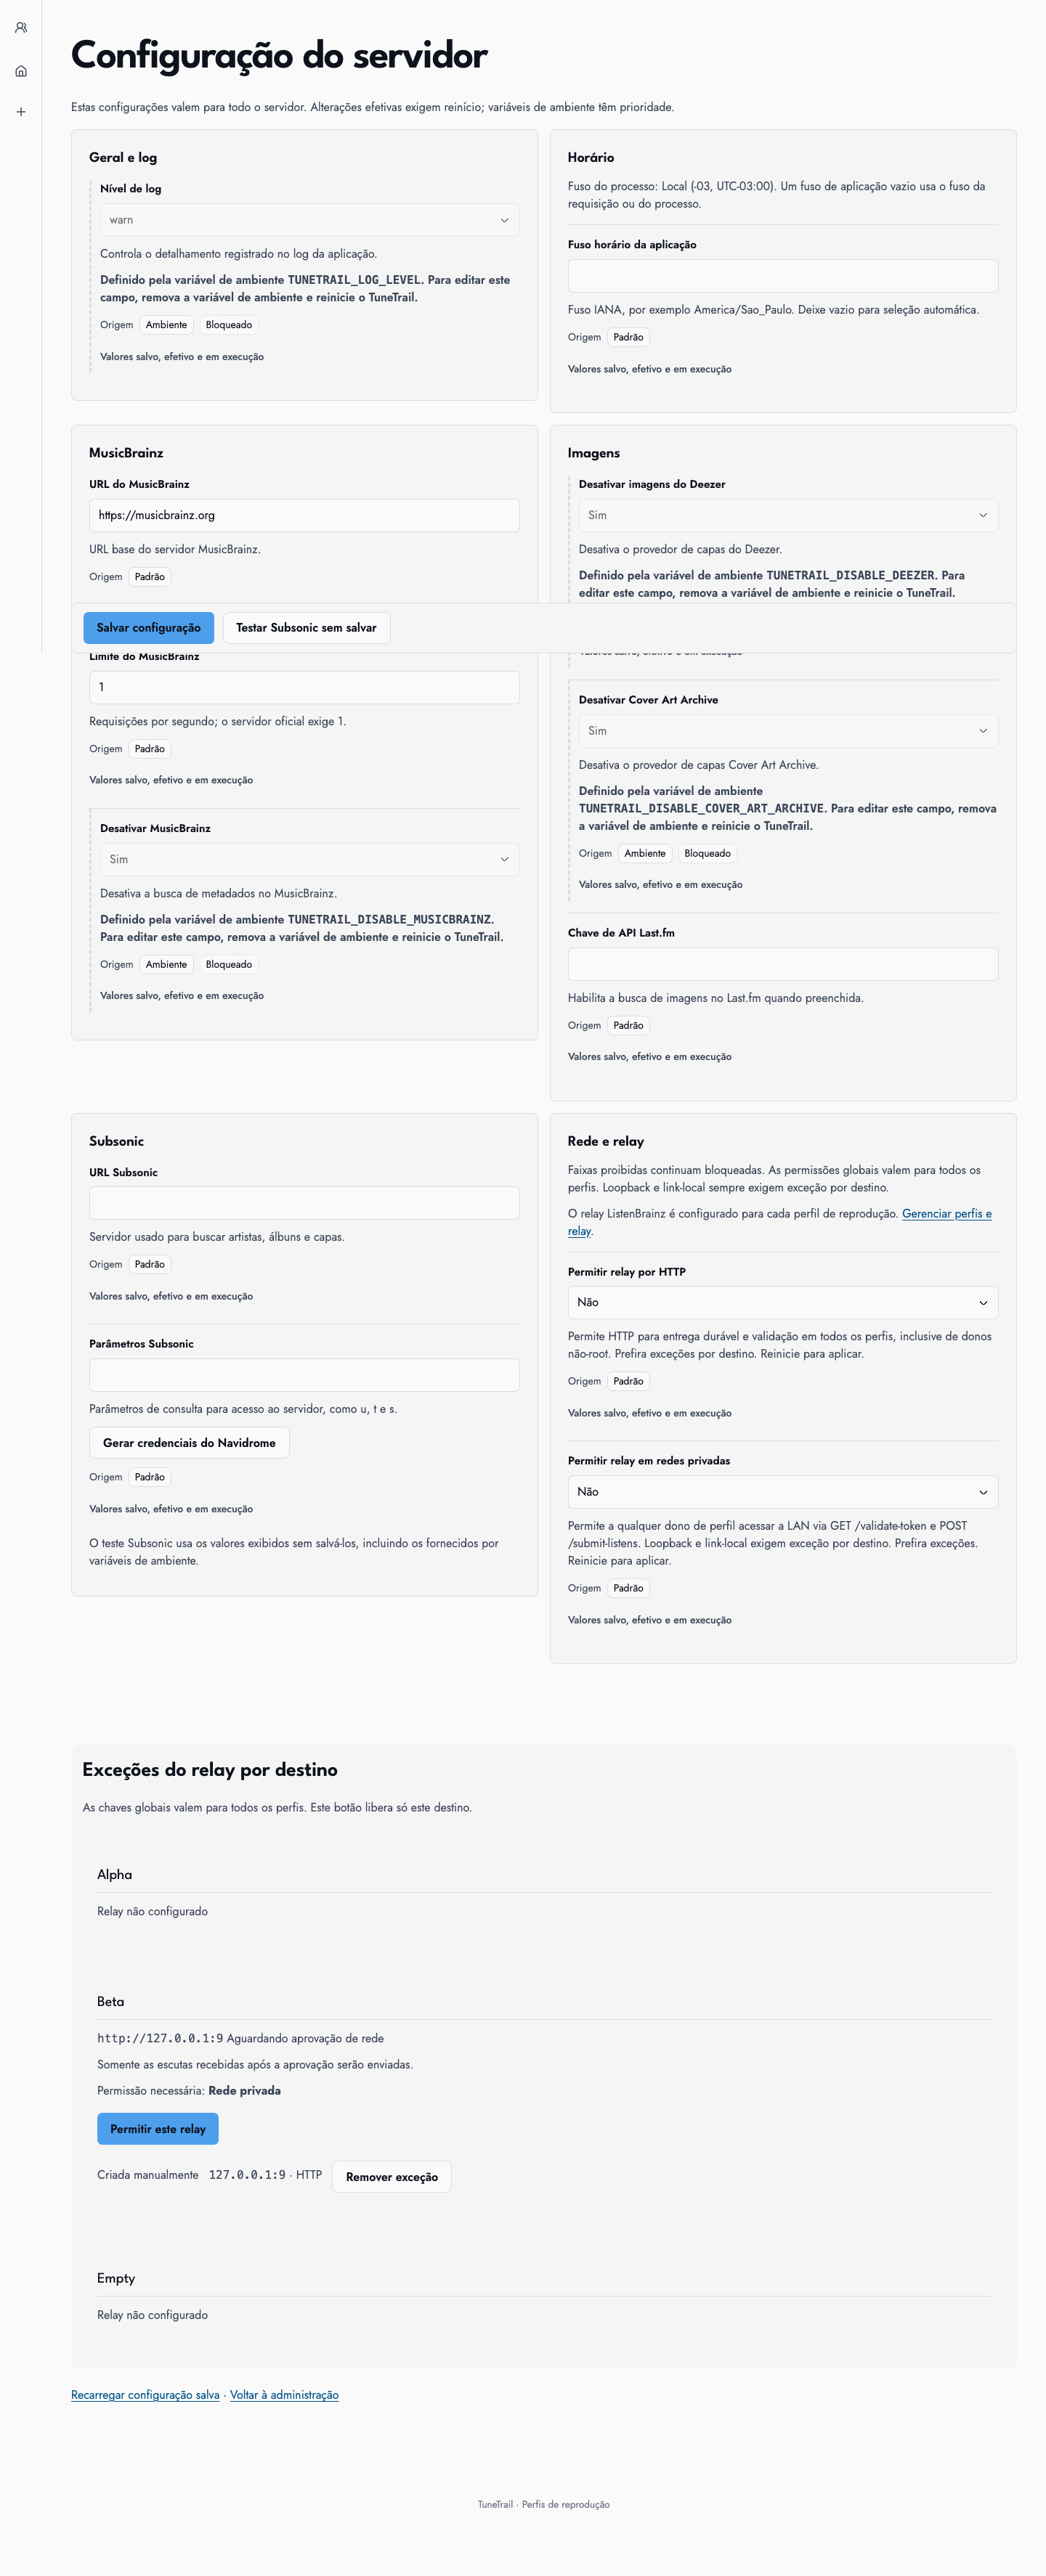 Configuração do servidor
Estas configurações valem para todo o servidor. Alterações efetivas exigem reinício; variáveis de ambiente têm prioridade.
Geral e log
Nível de log
warn
Controla o detalhamento registrado no log da aplicação.
Definido pela variável de ambiente TUNETRAIL_LOG_LEVEL. Para editar este
campo, remova a variável de ambiente e reinicie o TuneTrail.
Origem Ambiente Bloqueado
Valores salvo, efetivo e em execução
Horário
Fuso do processo: Local (-03, UTC-03:00). Um fuso de aplicação vazio usa o fuso da
requisição ou do processo.
Fuso horário da aplicação
Fuso IANA, por exemplo America/Sao_Paulo. Deixe vazio para seleção automática.
Origem Padrão
Valores salvo, efetivo e em execução
MusicBrainz
URL do MusicBrainz
https://musicbrainz.org
URL base do servidor MusicBrainz.
Origem Padrão
Imagens
Desativar imagens do Deezer
Sim
Desativa o provedor de capas do Deezer.
Definido pela variável de ambiente TUNETRAIL_DISABLE_DEEZER. Para
editar este campo, remova a variável de ambiente e reinicie o TuneTrail.
Salvar configuração Testar Subsonic sem salvar
Limite do MusicBrainz
1
Requisições por segundo; o servidor oficial exige 1.
Origem Padrão
Valores salvo, efetivo e em execução
Desativar MusicBrainz
Sim
Desativa a busca de metadados no MusicBrainz.
Definido pela variável de ambiente TUNETRAIL_DISABLE_MUSICBRAINZ.
Para editar este campo, remova a variável de ambiente e reinicie o TuneTrail.
Origem Ambiente Bloqueado
Valores salvo, efetivo e em execução
Desativar Cover Art Archive
Sim
Desativa o provedor de capas Cover Art Archive.
Definido pela variável de ambiente
TUNETRAIL_DISABLE_COVER_ART_ARCHIVE. Para editar este campo, remova
a variável de ambiente e reinicie o TuneTrail.
Origem Ambiente Bloqueado
Valores salvo, efetivo e em execução
Chave de API Last.fm
Habilita a busca de imagens no Last.fm quando preenchida.
Origem Padrão
Valores salvo, efetivo e em execução
Subsonic
URL Subsonic
Servidor usado para buscar artistas, álbuns e capas.
Origem Padrão
Valores salvo, efetivo e em execução
Parâmetros Subsonic
Parâmetros de consulta para acesso ao servidor, como u, t e s.
Gerar credenciais do Navidrome
Origem Padrão
Valores salvo, efetivo e em execução
O teste Subsonic usa os valores exibidos sem salvá-los, incluindo os fornecidos por
variáveis de ambiente.
Rede e relay
Faixas proibidas continuam bloqueadas. As permissões globais valem para todos os
perfis. Loopback e link-local sempre exigem exceção por destino.
O relay ListenBrainz é configurado para cada perfil de reprodução. Gerenciar perfis e
relay.
Permitir relay por HTTP
Não
Permite HTTP para entrega durável e validação em todos os perfis, inclusive de donos
não-root. Prefira exceções por destino. Reinicie para aplicar.
Origem Padrão
Valores salvo, efetivo e em execução
Permitir relay em redes privadas
Não
Permite a qualquer dono de perfil acessar a LAN via GET /validate-token e POST
/submit-listens. Loopback e link-local exigem exceção por destino. Prefira exceções.
Reinicie para aplicar.
Origem Padrão
Valores salvo, efetivo e em execução
Exceções do relay por destino
As chaves globais valem para todos os perfis. Este botão libera só este destino.
Alpha
Relay não configurado
Beta
http://127.0.0.1:9 Aguardando aprovação de rede
Somente as escutas recebidas após a aprovação serão enviadas.
Permissão necessária: Rede privada
Permitir este relay
Criada manualmente 127.0.0.1:9 · HTTP Remover exceção
Empty
Relay não configurado
Recarregar configuração salva · Voltar à administração
TuneTrail · Perfis de reprodução